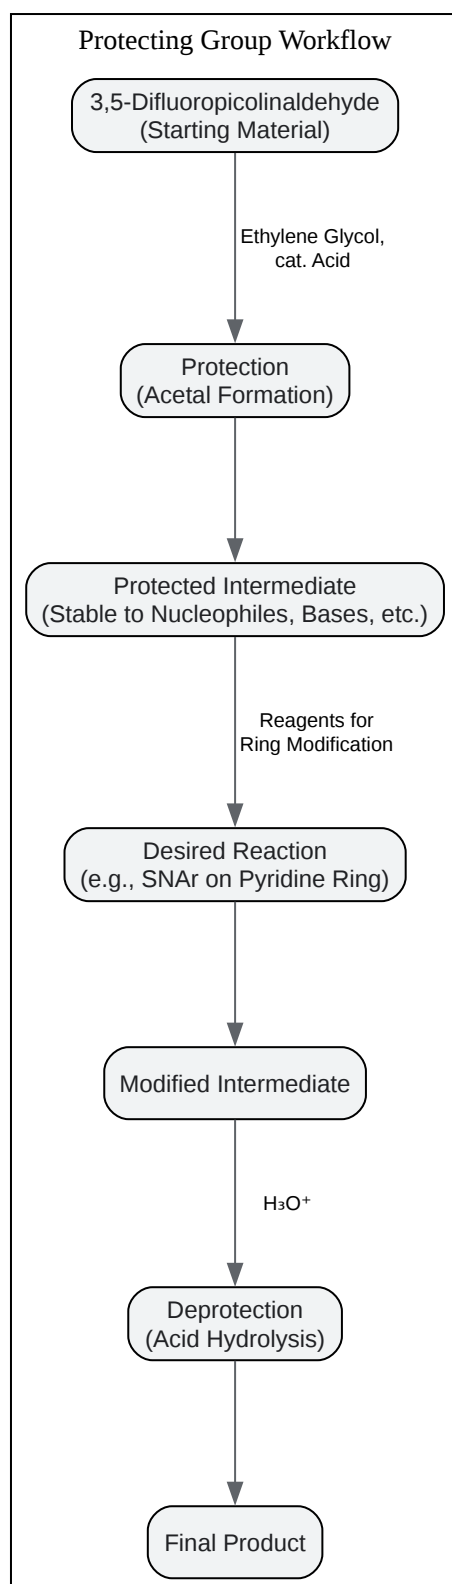 Protecting Group Workflow
3,5-Difluoropicolinaldehyde
(Starting Material)
Ethylene Glycol,
cat. Acid
Protection
(Acetal Formation)
Protected Intermediate
(Stable to Nucleophiles, Bases, etc.)
Reagents for
Ring Modification
Desired Reaction
(e.g., SNAr on Pyridine Ring)
Modified Intermediate
H₃O⁺
Deprotection
(Acid Hydrolysis)
Final Product